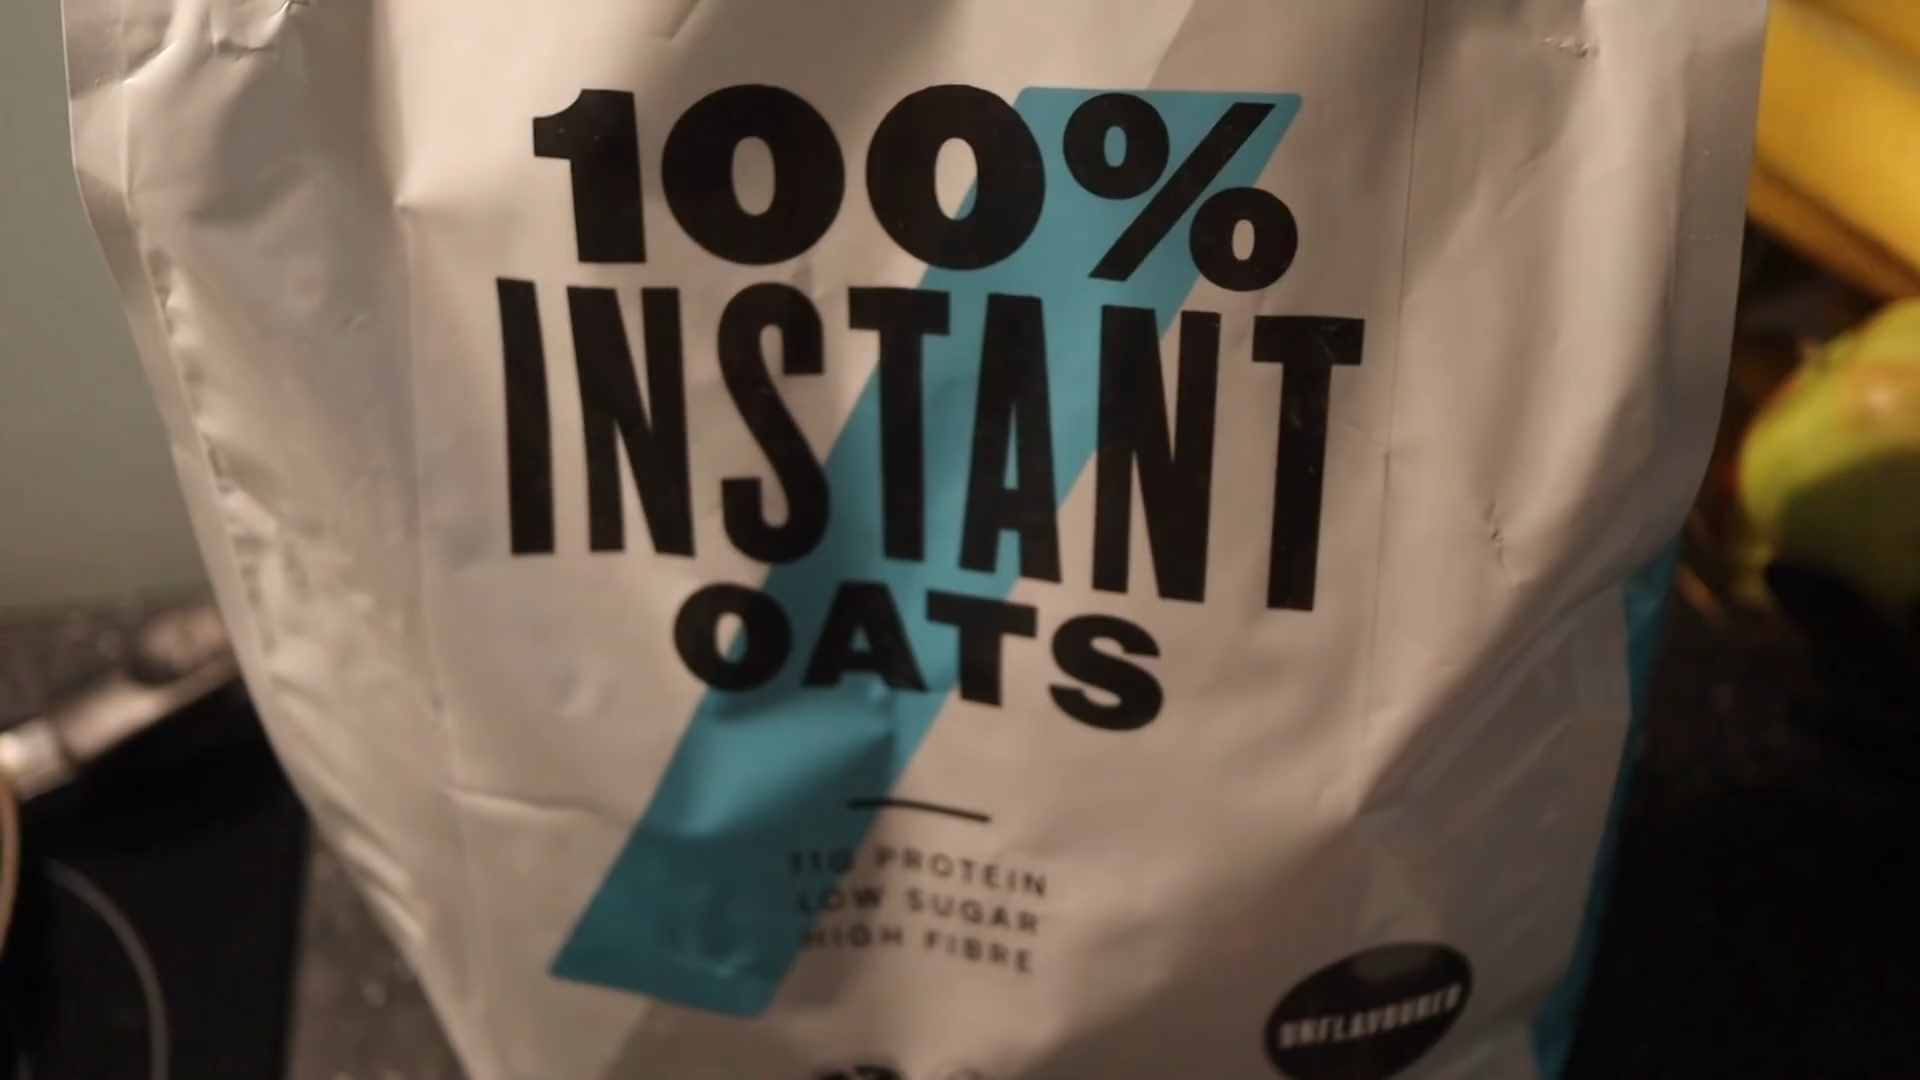 100%
INSTANT
OATS
11G PROTEIN
LOW SUGAR
HIGH FIBRE
UNFLAVOURED